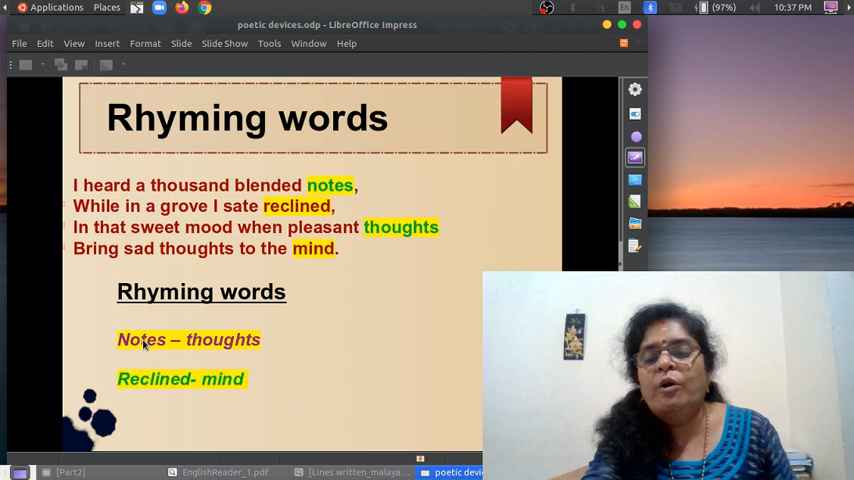 Applications Places En (97%) 10:37 PM
poetic devices.odp - LibreOffice Impress
File Edit View Insert Format Slide Slide Show Tools Window Help
Rhyming words
I heard a thousand blended notes,
While in a grove I sate reclined,
In that sweet mood when pleasant thoughts
Bring sad thoughts to the mind.
Rhyming words
Notes – thoughts
Reclined- mind
[Part2] EnglishReader_1.pdf [Lines written_malaya... poetic devi